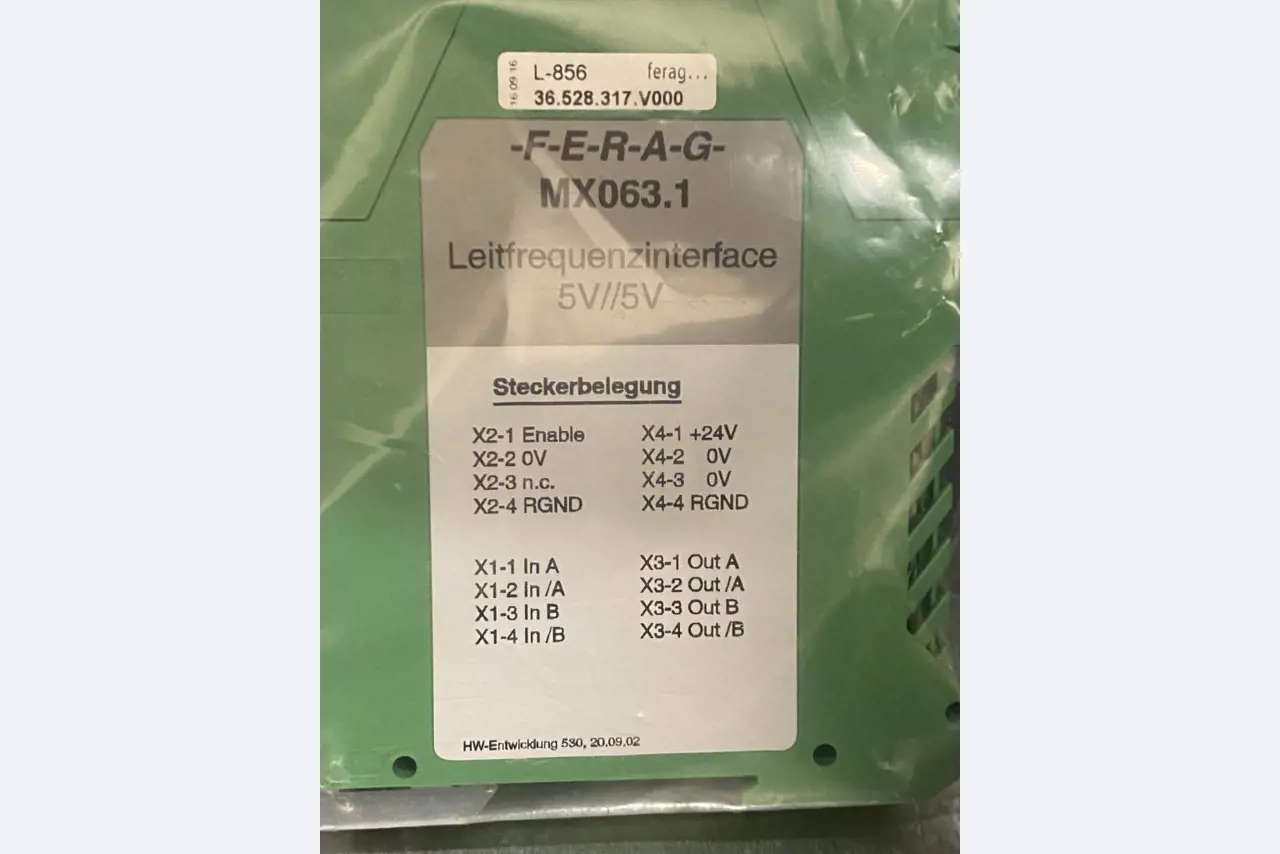 16 09 16
L-856 ferag...
36.528.317.V000
-F-E-R-A-G-
MX063.1
Leitfrequenzinterface
5V//5V
Steckerbelegung
X2-1 Enable
X2-2 0V
X2-3 n.c.
X2-4 RGND
X4-1 +24V
X4-2 0V
X4-3 0V
X4-4 RGND
X1-1 In A
X1-2 In /A
X1-3 In B
X1-4 In /B
X3-1 Out A
X3-2 Out /A
X3-3 Out B
X3-4 Out /B
HW-Entwicklung 530, 20.09.02